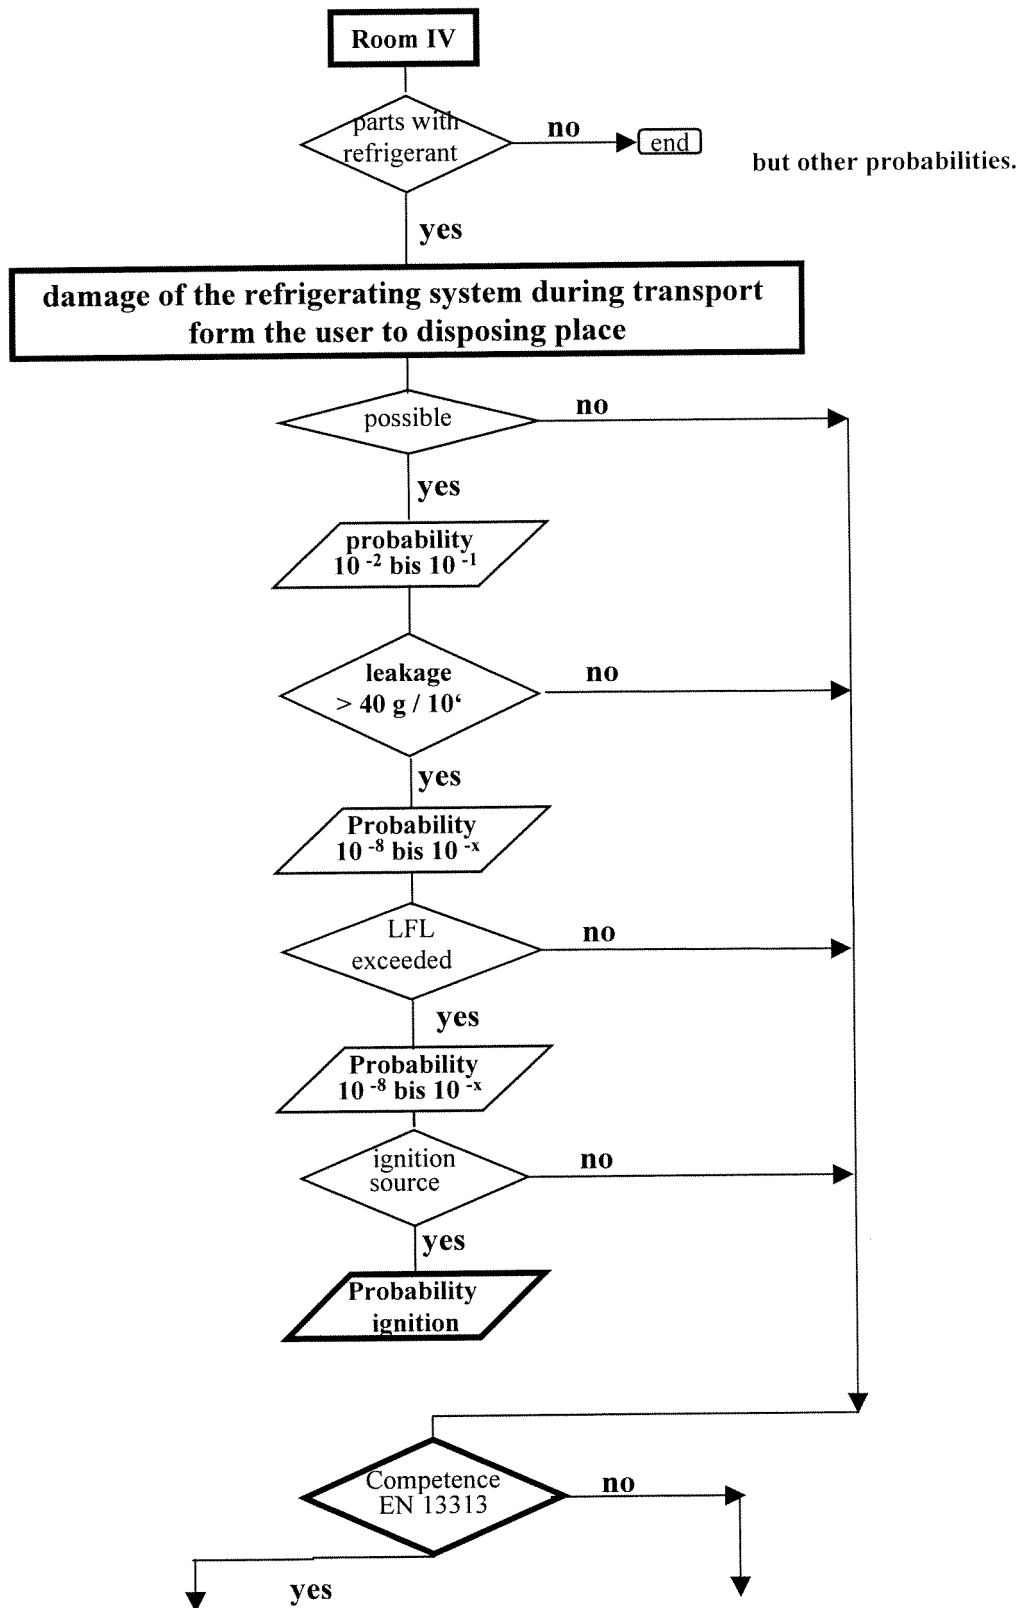 Room IV
parts with
refrigerant
no
end
but other probabilities.
yes
damage of the refrigerating system during transport
form the user to disposing place
possible
no
yes
probability
10 -2 bis 10 -1
leakage
> 40 g / 10‘
no
yes
Probability
10 -8 bis 10 -x
LFL
exceeded
no
yes
Probability
10 -8 bis 10 -x
ignition
source
no
yes
Probability
ignition
Competence
EN 13313
no
yes